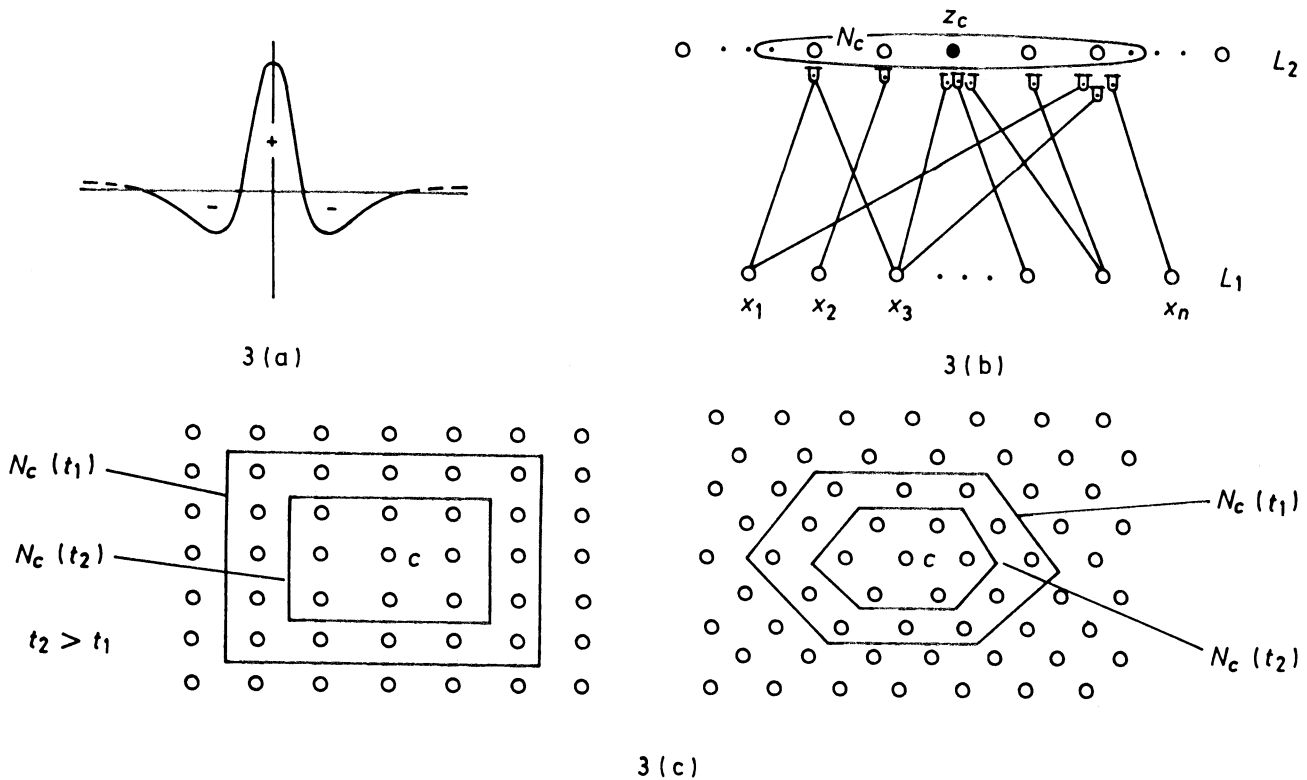 +
- -
3(a)
z_c
N_c
L_2
x_1 x_2 x_3 . . . x_n L_1
3(b)
N_c (t_1)
N_c (t_2)
c
t_2 > t_1
c
N_c (t_1)
N_c (t_2)
3(c)